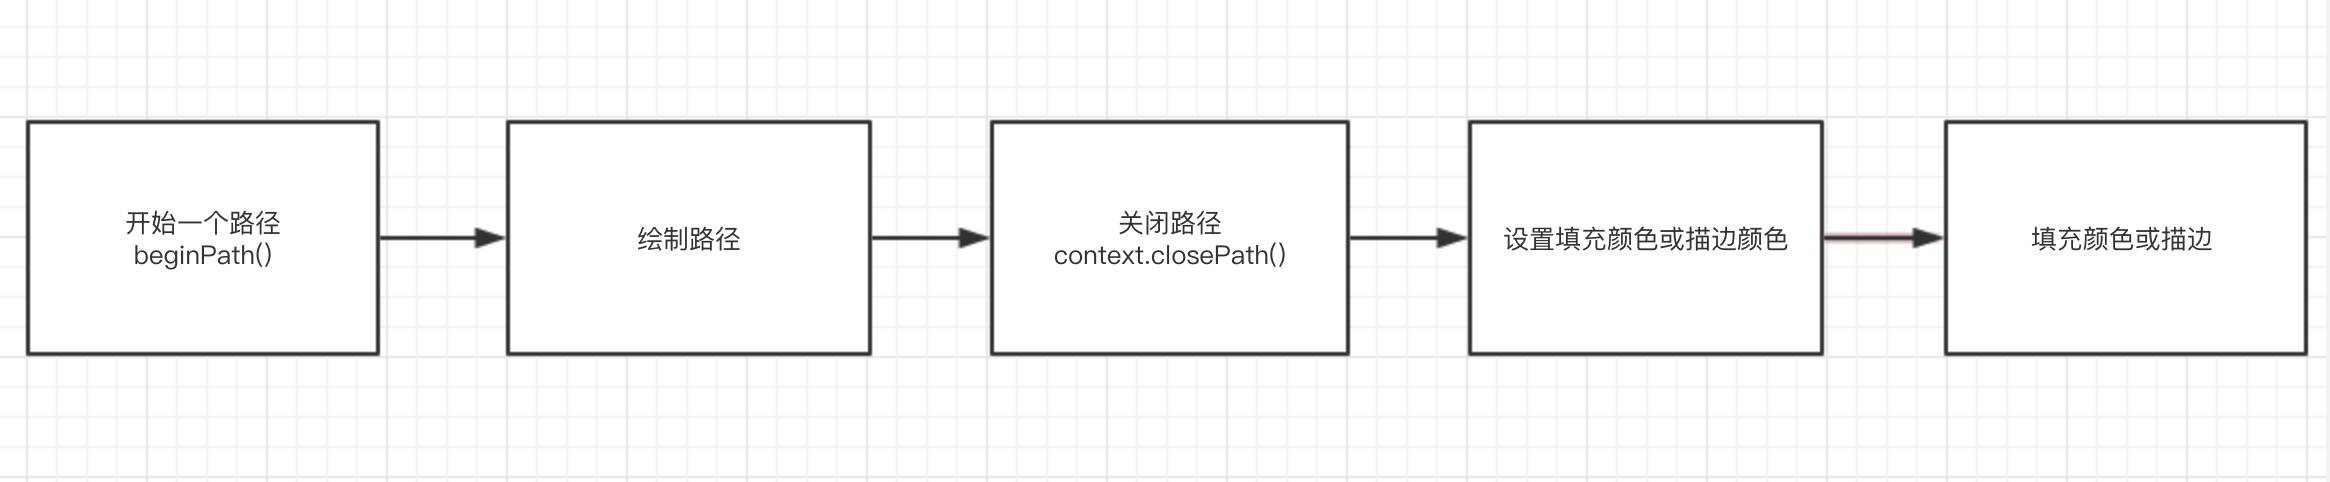 开始一个路径
beginPath()
绘制路径
关闭路径
context.closePath()
设置填充颜色或描边颜色
填充颜色或描边